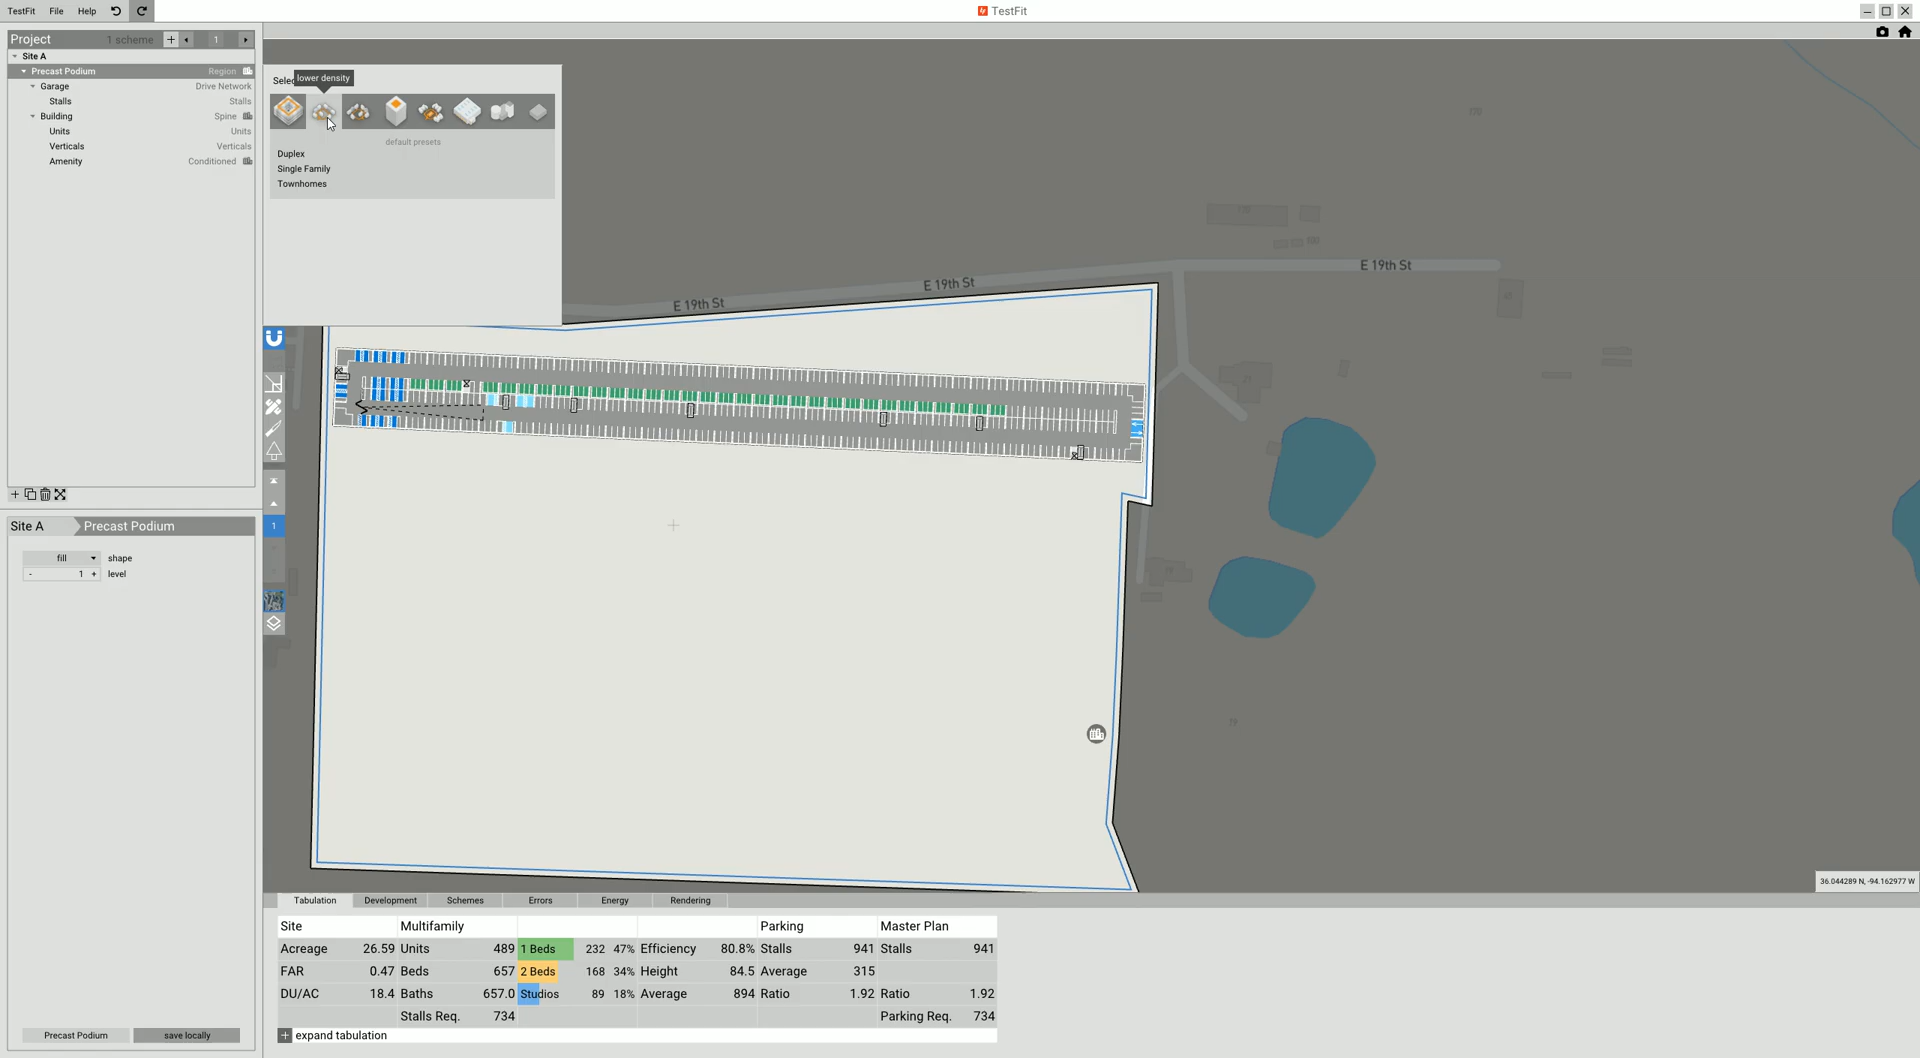 TestFit File Help
TestFit
Project 1 scheme + 1
Site A
Precast Podium Region
Garage Drive Network
Stalls Stalls
Building Spine
Units Units
Verticals Verticals
Amenity Conditioned
lower density
default presets
Duplex
Single Family
Townhomes
E 19th St
E 19th St
E 19th St
1
Site A Precast Podium
fill shape
- 1 + level
Precast Podium save locally
36.044289 N, -94.162977 W
Tabulation Development Schemes Errors Energy Rendering
Site Multifamily Parking Master Plan
Acreage 26.59 Units 489 1 Beds 232 47% Efficiency 80.8% Stalls 941 Stalls 941
FAR 0.47 Beds 657 2 Beds 168 34% Height 84.5 Average 315
DU/AC 18.4 Baths 657.0 Studios 89 18% Average 894 Ratio 1.92 Ratio 1.92
Stalls Req. 734 Parking Req. 734
+ expand tabulation